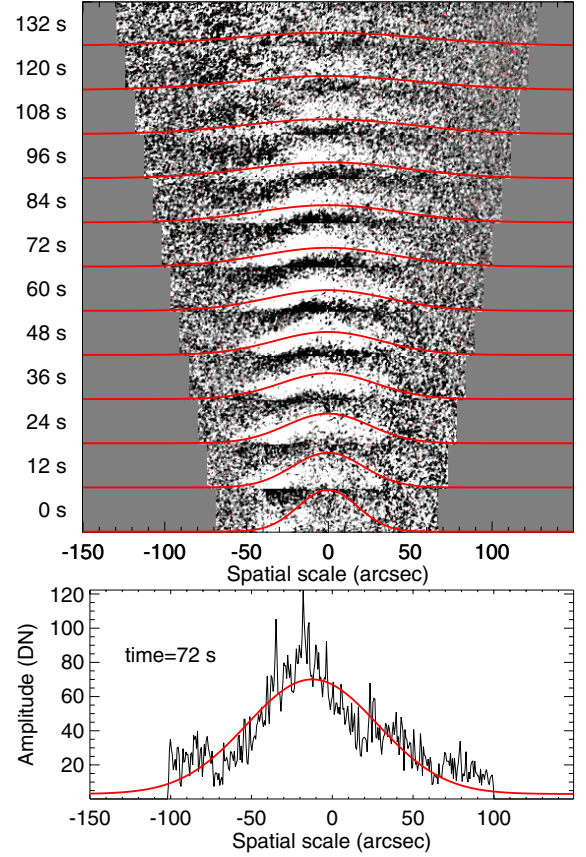 132 s
120 s
108 s
96 s
84 s
72 s
60 s
48 s
36 s
24 s
12 s
0 s
-150 -100 -50 0 50 100
Spatial scale (arcsec)
120
100
80
60
40
20
Amplitude (DN)
time=72 s
-150 -100 -50 0 50 100 150
Spatial scale (arcsec)